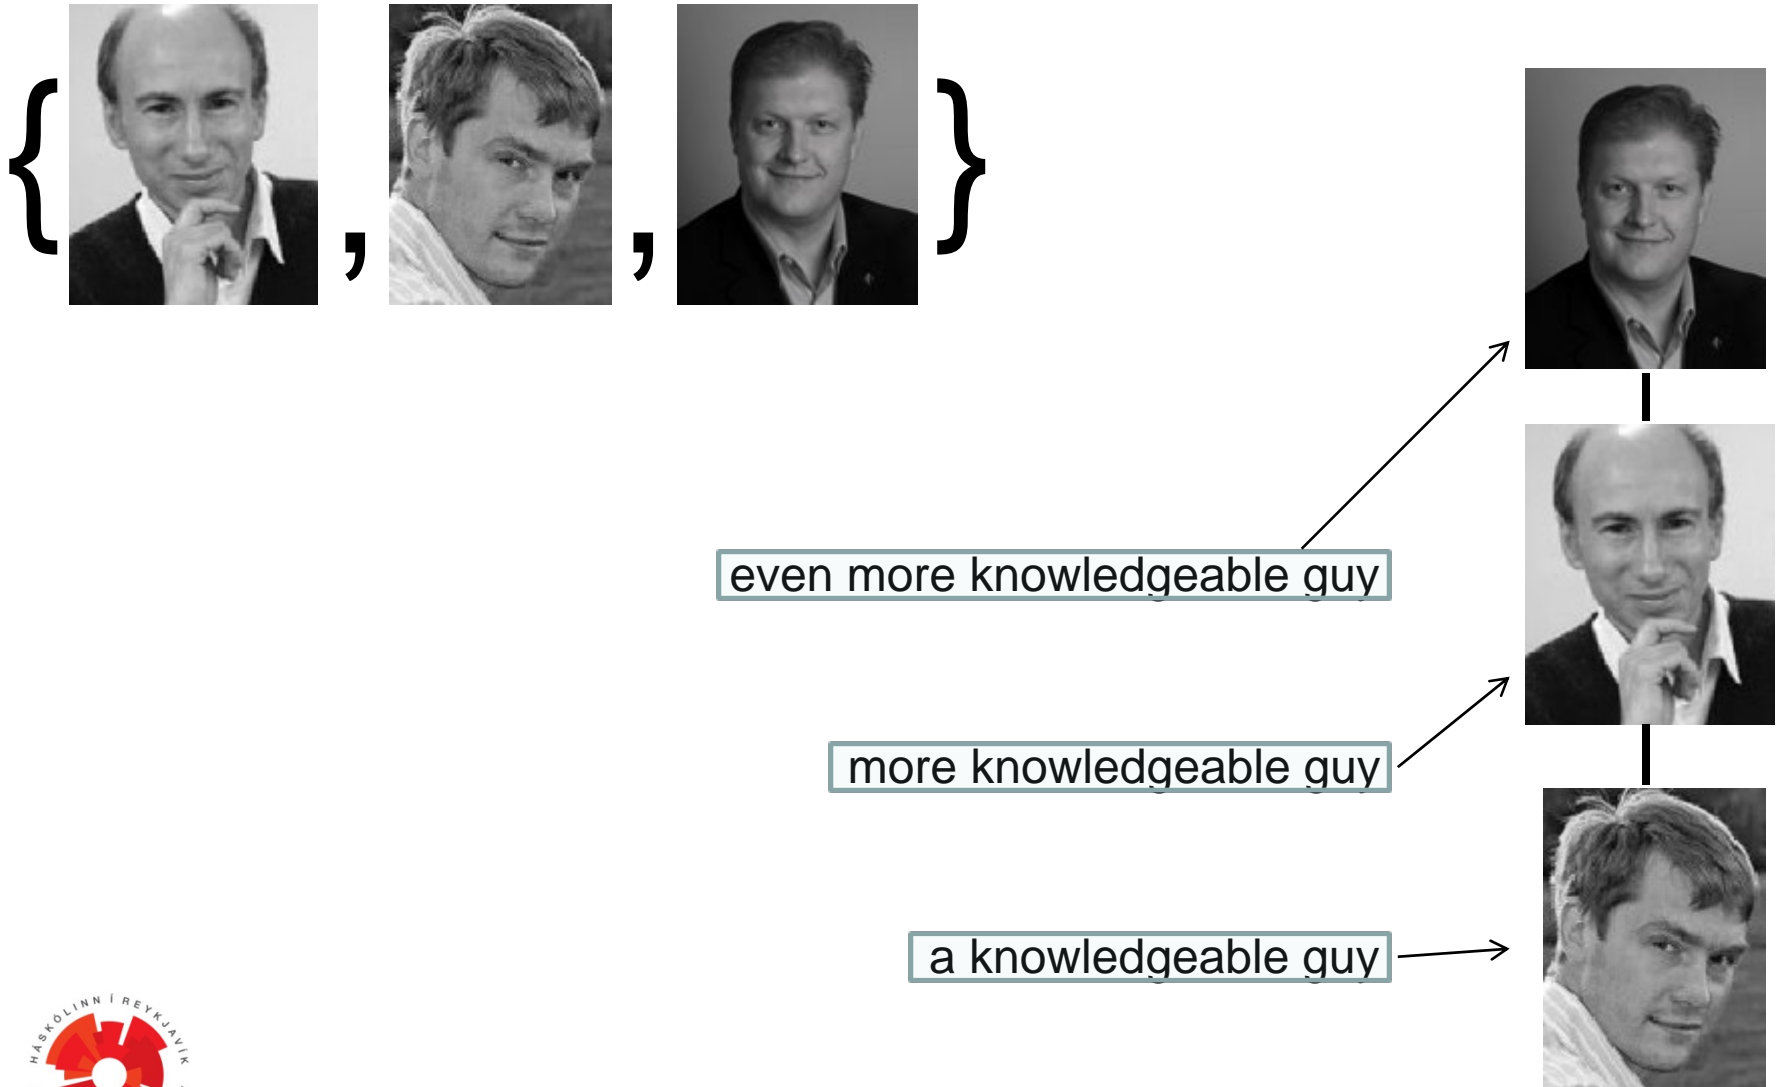 { , , }
even more knowledgeable guy
more knowledgeable guy
a knowledgeable guy
HÁSKÓLINN Í REYKJAVÍK